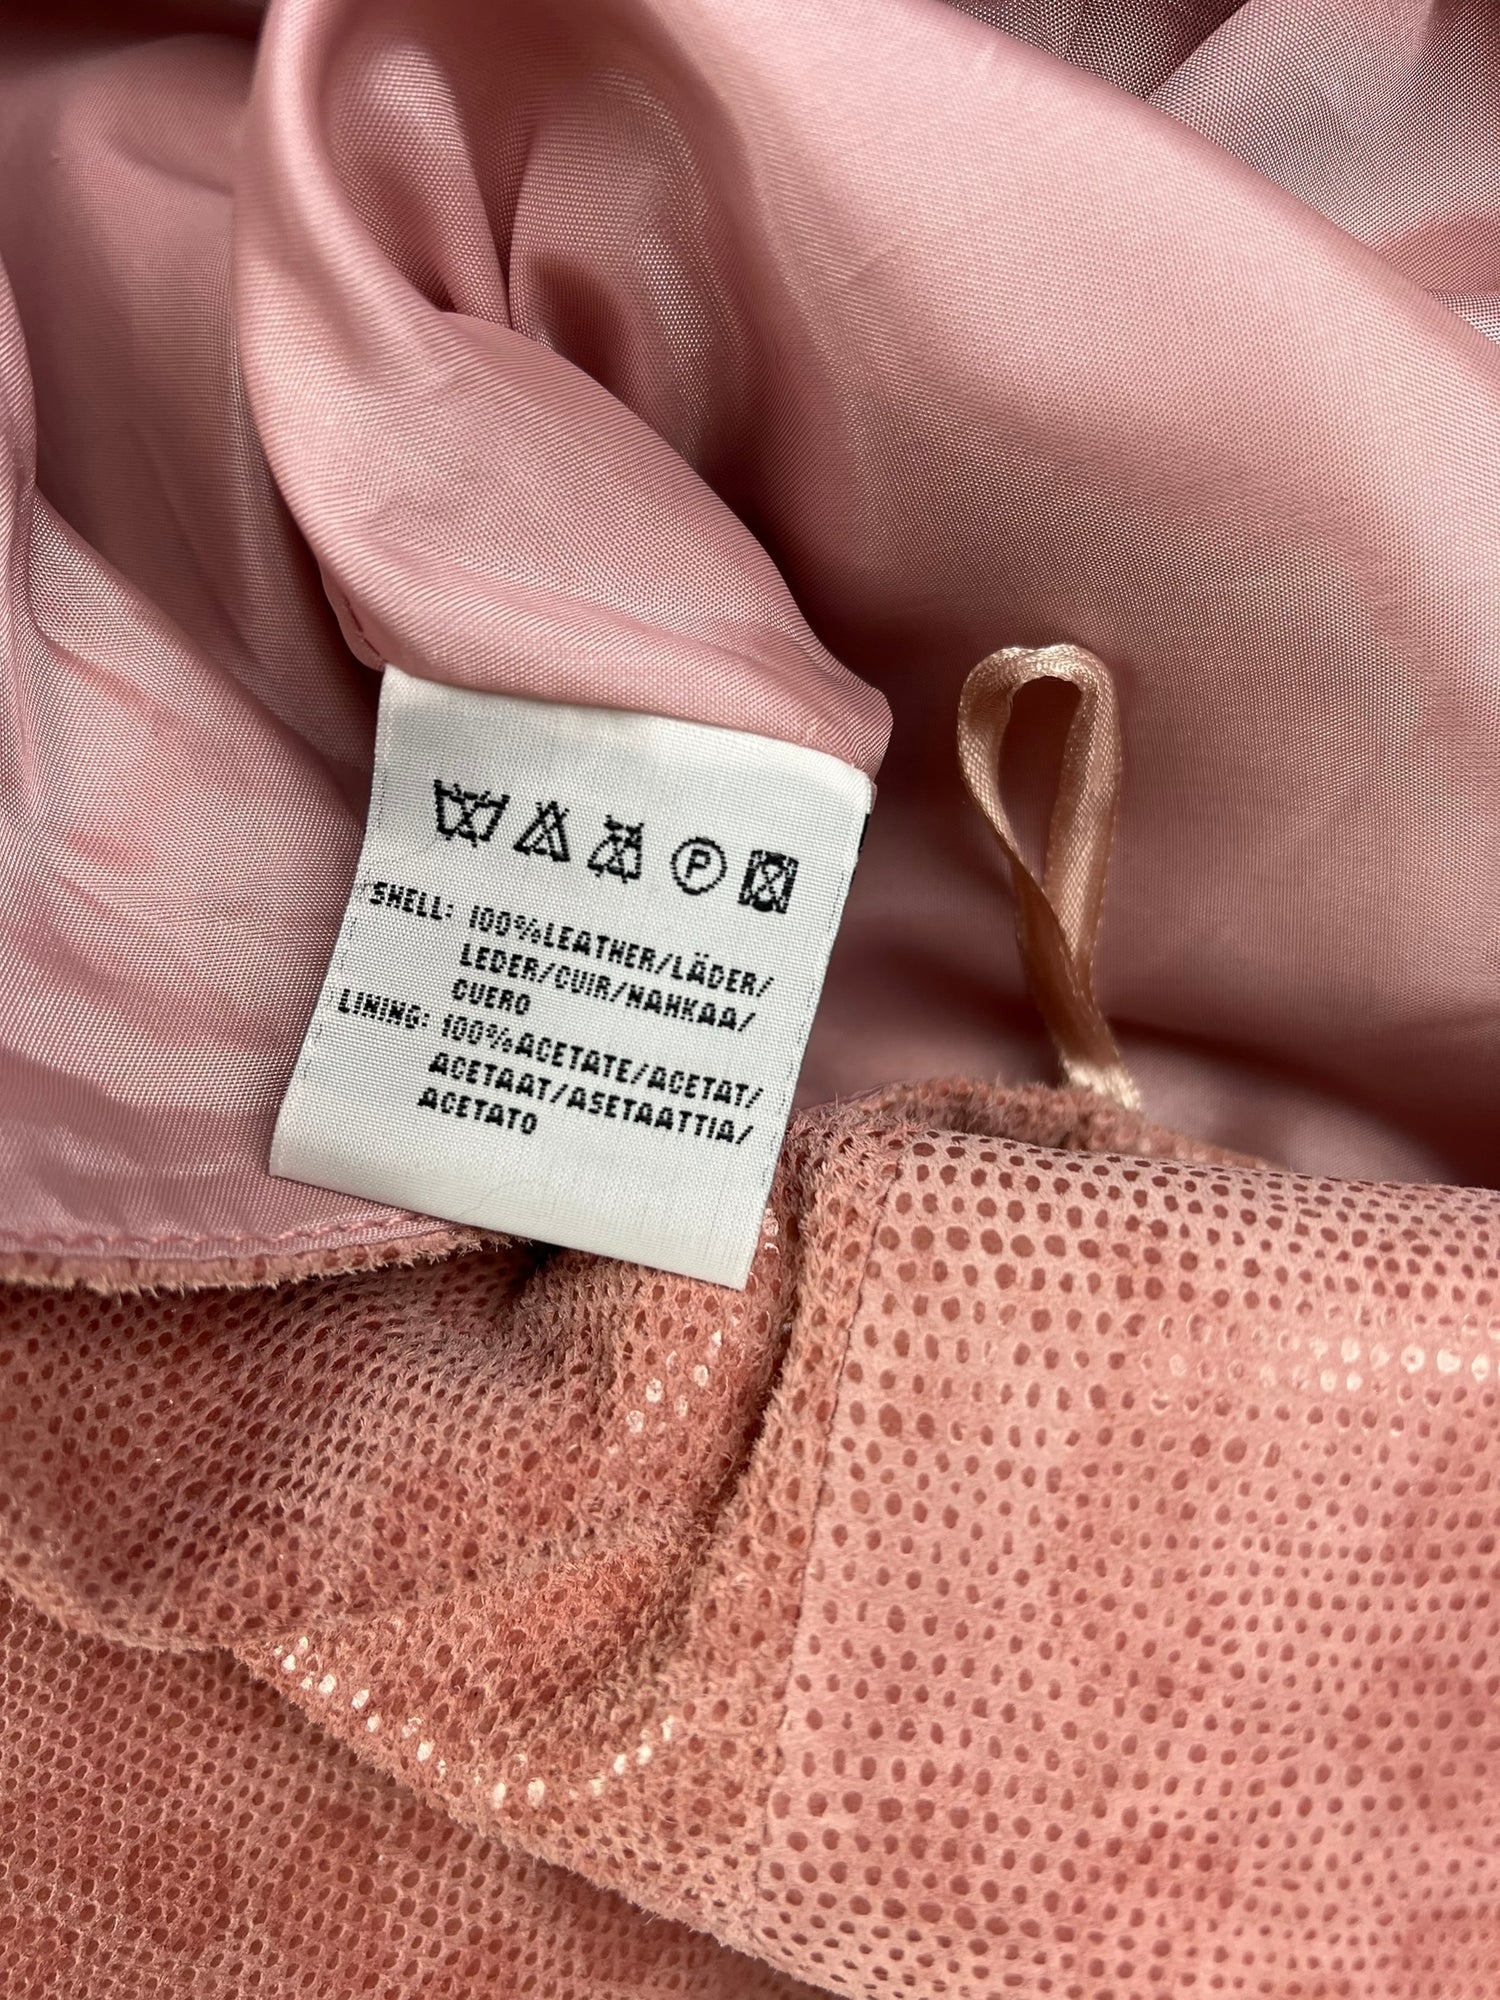 P
SHELL: 100%LEATHER/LÄDER/
LEDER/CUIR/NAHKAA/
CUERO
LINING: 100%ACETATE/ACETAT/
ACETAAT/ASETAATTIA/
ACETATO